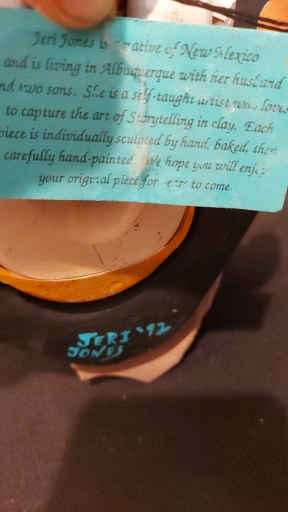 Jeri Jones is native of New Mexico
and is living in Albuquerque with her husband
and two sons. She is a self-taught artist who loves
to capture the art of Storytelling in clay. Each
piece is individually sculpted by hand, baked, then
carefully hand-painted. We hope you will enjoy
your original piece for years to come.
JERI '92
JONES